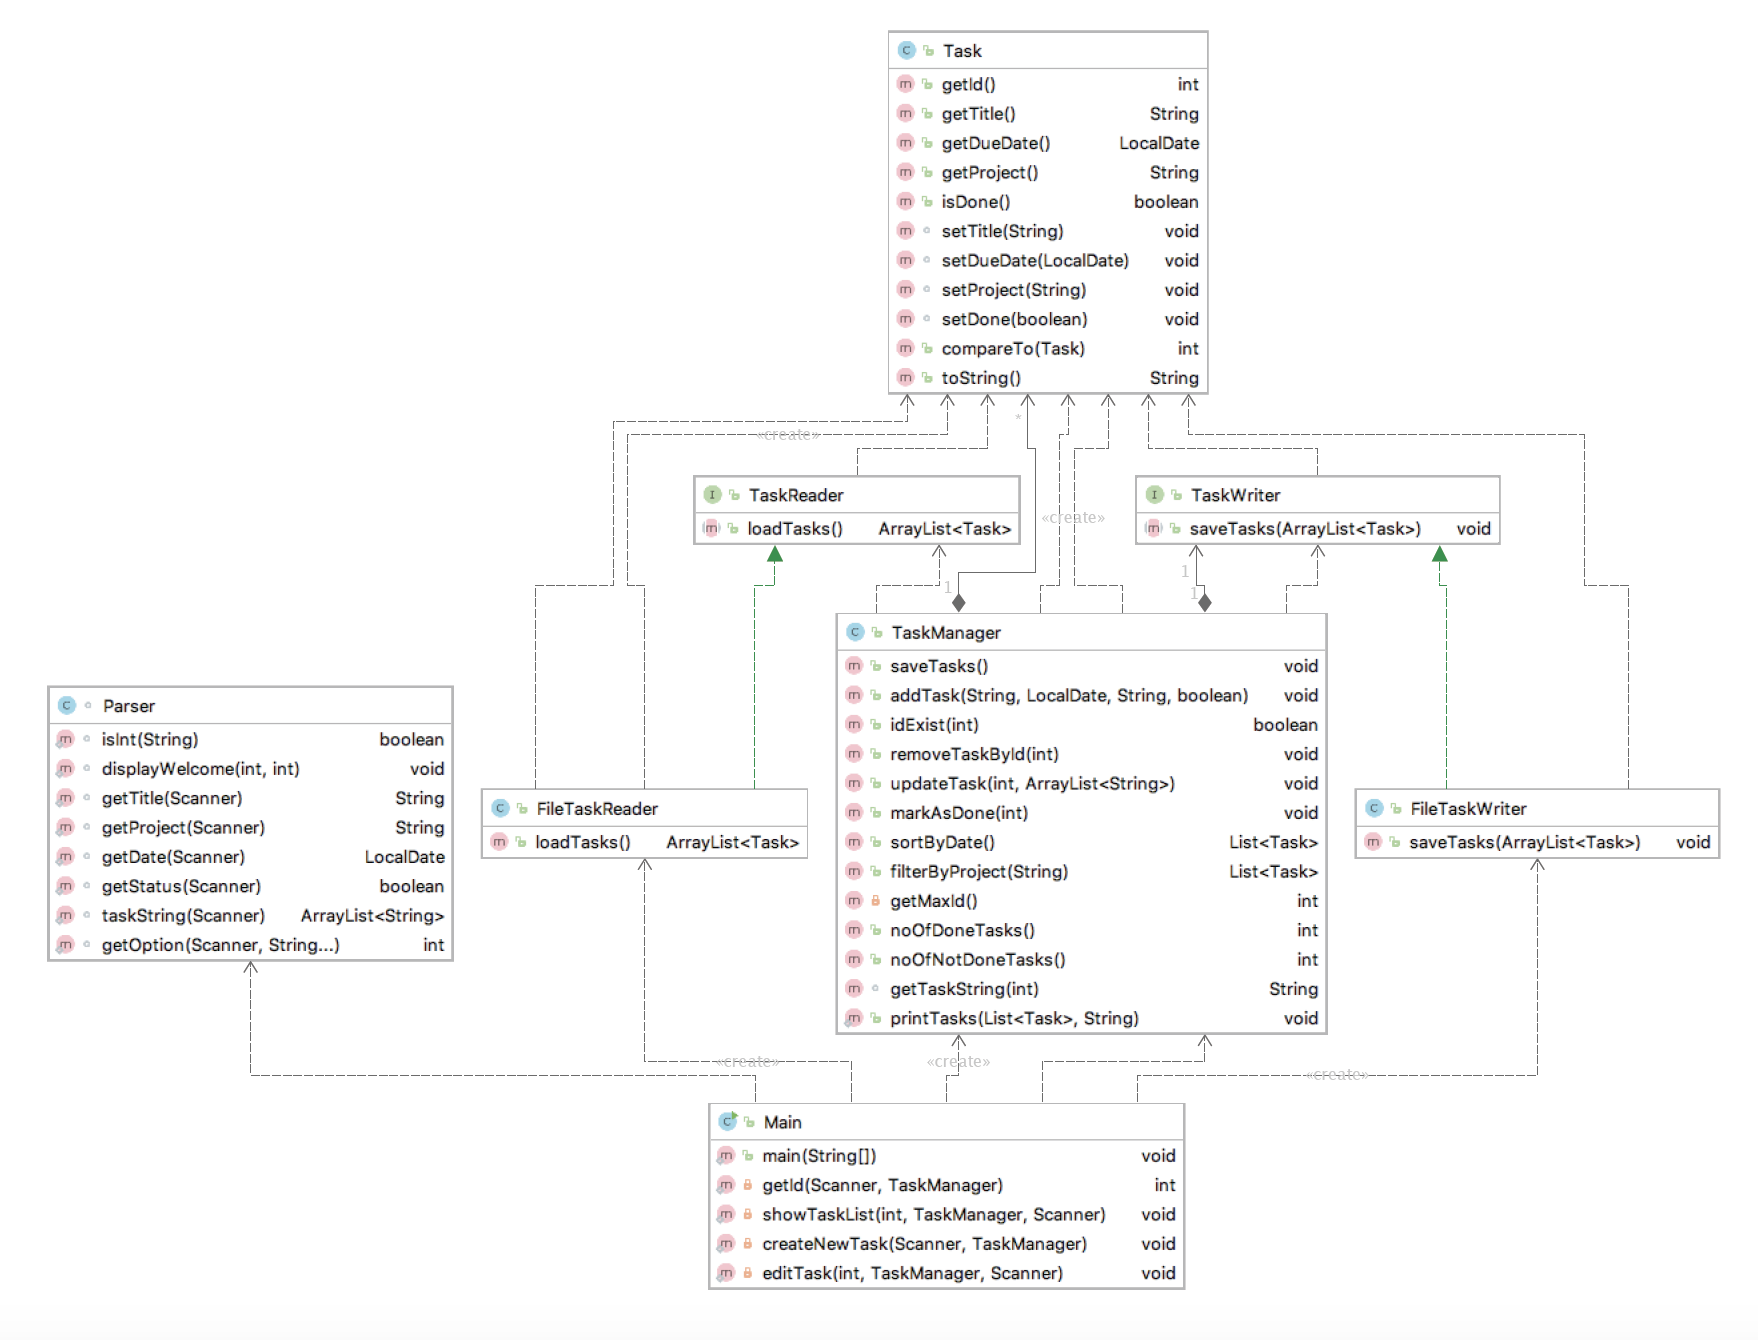 Task
getId() int
getTitle() String
getDueDate() LocalDate
getProject() String
isDone() boolean
setTitle(String) void
setDueDate(LocalDate) void
setProject(String) void
setDone(boolean) void
compareTo(Task) int
toString() String
*
«create»
TaskReader
loadTasks() ArrayList<Task>
«create»
TaskWriter
saveTasks(ArrayList<Task>) void
1
1
1
TaskManager
saveTasks() void
addTask(String, LocalDate, String, boolean) void
idExist(int) boolean
removeTaskById(int) void
updateTask(int, ArrayList<String>) void
markAsDone(int) void
sortByDate() List<Task>
filterByProject(String) List<Task>
getMaxId() int
noOfDoneTasks() int
noOfNotDoneTasks() int
getTaskString(int) String
printTasks(List<Task>, String) void
Parser
isInt(String) boolean
displayWelcome(int, int) void
getTitle(Scanner) String
getProject(Scanner) String
getDate(Scanner) LocalDate
getStatus(Scanner) boolean
taskString(Scanner) ArrayList<String>
getOption(Scanner, String...) int
FileTaskReader
loadTasks() ArrayList<Task>
FileTaskWriter
saveTasks(ArrayList<Task>) void
«create»
«create»
«create»
Main
main(String[]) void
getId(Scanner, TaskManager) int
showTaskList(int, TaskManager, Scanner) void
createNewTask(Scanner, TaskManager) void
editTask(int, TaskManager, Scanner) void